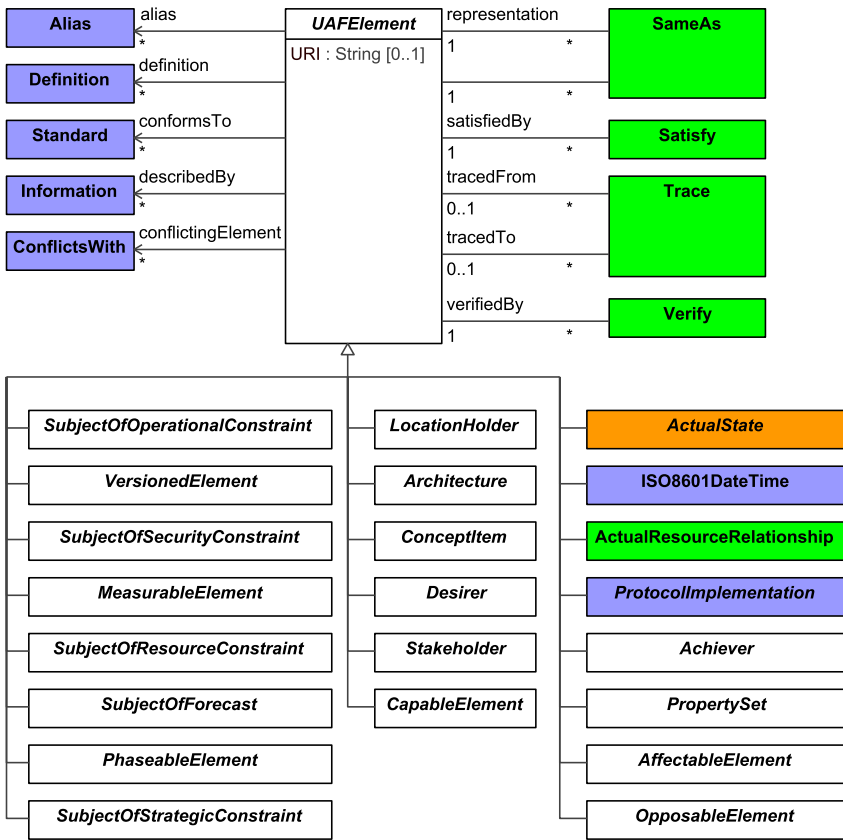 Alias
alias
*
Definition
definition
*
Standard
conformsTo
*
Information
describedBy
*
ConflictsWith
conflictingElement
*
UAFElement
URI : String [0..1]
representation
1
*
SameAs
1
*
satisfiedBy
1
*
Satisfy
tracedFrom
0..1
*
Trace
tracedTo
0..1
*
verifiedBy
1
*
Verify
SubjectOfOperationalConstraint
VersionedElement
SubjectOfSecurityConstraint
MeasurableElement
SubjectOfResourceConstraint
SubjectOfForecast
PhaseableElement
SubjectOfStrategicConstraint
LocationHolder
Architecture
ConceptItem
Desirer
Stakeholder
CapableElement
ActualState
ISO8601DateTime
ActualResourceRelationship
ProtocolImplementation
Achiever
PropertySet
AffectableElement
OpposableElement